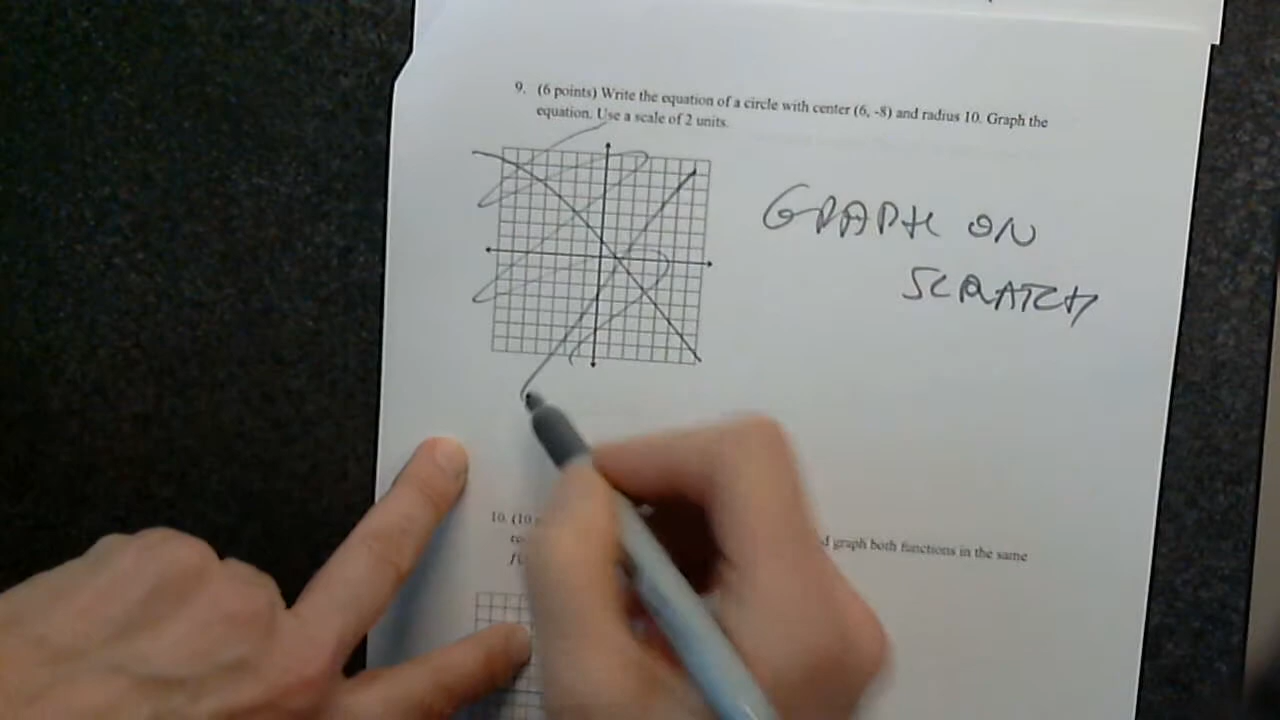 9. (6 points) Write the equation of a circle with center (6, -8) and radius 10. Graph the
equation. Use a scale of 2 units.
GRAPH ON
SCRATCH
10. (10
graph both functions in the same